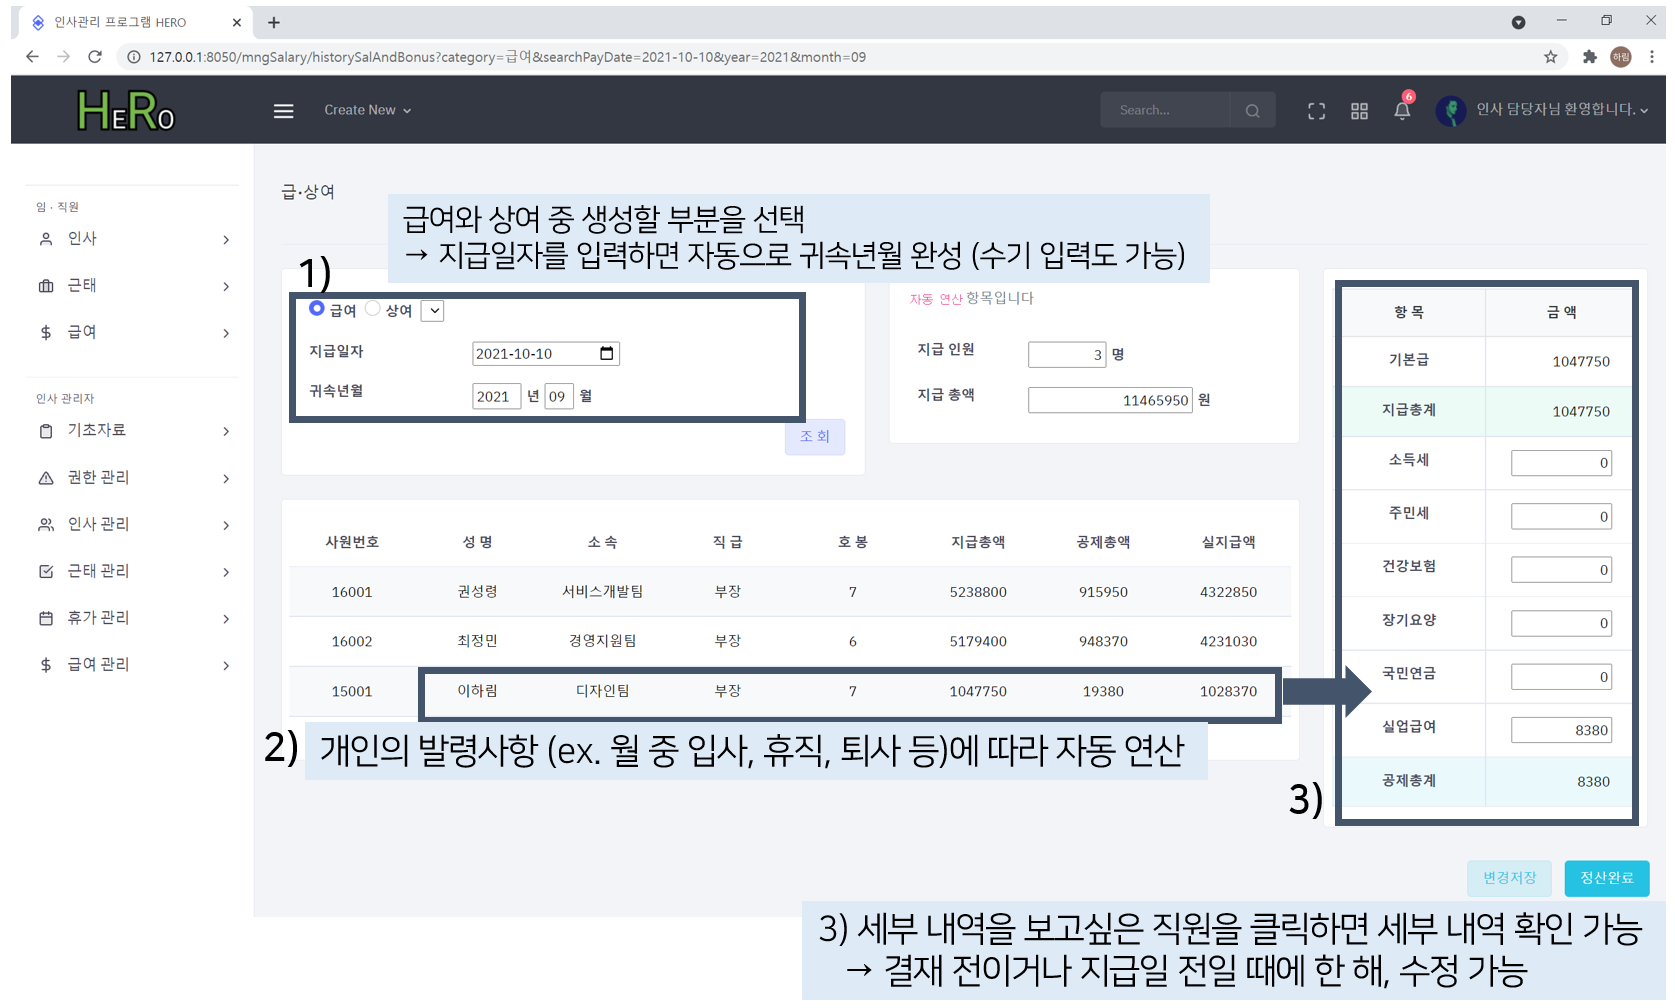 인사관리 프로그램 HERO
127.0.0.1:8050/mngSalary/historySalAndBonus?category=급여&searchPayDate=2021-10-10&year=2021&month=09
하림
HeRo
Create New
Search...
6
인사 담당자님 환영합니다.
임 · 직원
인사
근태
급여
인사 관리자
기초자료
권한 관리
인사 관리
근태 관리
휴가 관리
급여 관리
급·상여
급여와 상여 중 생성할 부분을 선택
→ 지급일자를 입력하면 자동으로 귀속년월 완성 (수기 입력도 가능)
1)
급여 상여
지급일자 2021-10-10
귀속년월 2021 년 09 월
조 회
자동 연산 항목입니다
지급 인원 3 명
지급 총액 11465950 원
사원번호 성 명 소 속 직 급 호 봉 지급총액 공제총액 실지급액
16001 권성령 서비스개발팀 부장 7 5238800 915950 4322850
16002 최정민 경영지원팀 부장 6 5179400 948370 4231030
15001 이하림 디자인팀 부장 7 1047750 19380 1028370
2) 개인의 발령사항 (ex. 월 중 입사, 휴직, 퇴사 등)에 따라 자동 연산
항 목 금 액
기본급 1047750
지급총계 1047750
소득세 0
주민세 0
건강보험 0
장기요양 0
국민연금 0
실업급여 8380
공제총계 8380
3)
변경저장 정산완료
3) 세부 내역을 보고싶은 직원을 클릭하면 세부 내역 확인 가능
→ 결재 전이거나 지급일 전일 때에 한 해, 수정 가능